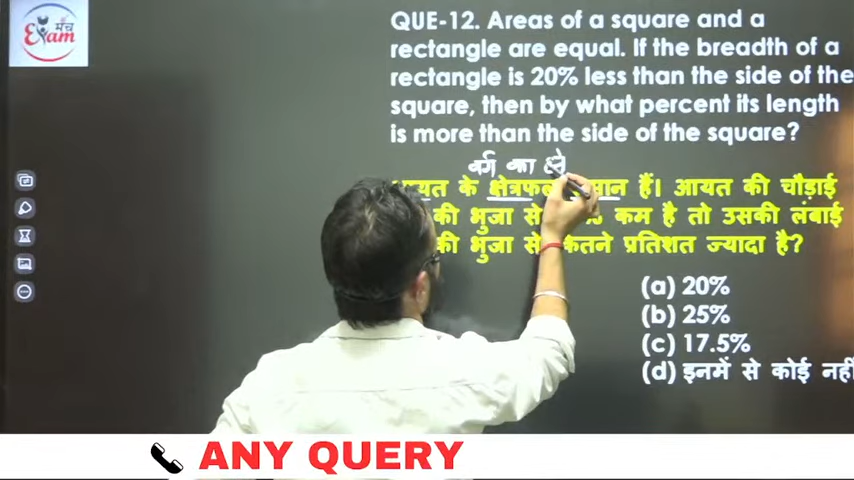 Exam मंच
QUE-12. Areas of a square and a
rectangle are equal. If the breadth of a
rectangle is 20% less than the side of the
square, then by what percent its length
is more than the side of the square?
वर्ग का क्षे
आयत के क्षेत्रफल समान हैं। आयत की चौड़ाई
की भुजा से कम है तो उसकी लंबाई
की भुजा से कितने प्रतिशत ज्यादा है?
(a) 20%
(b) 25%
(c) 17.5%
(d) इनमें से कोई नहीं
ANY QUERY